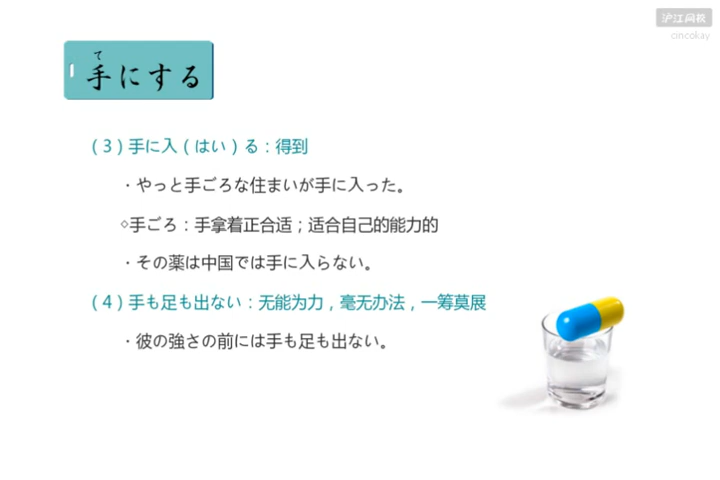 沪江网校
cincokay
て
手にする
（3）手に入（はい）る：得到
・やっと手ごろな住まいが手に入った。
◇手ごろ：手拿着正合适；适合自己的能力的
・その薬は中国では手に入らない。
（4）手も足も出ない：无能为力，毫无办法，一筹莫展
・彼の強さの前には手も足も出ない。